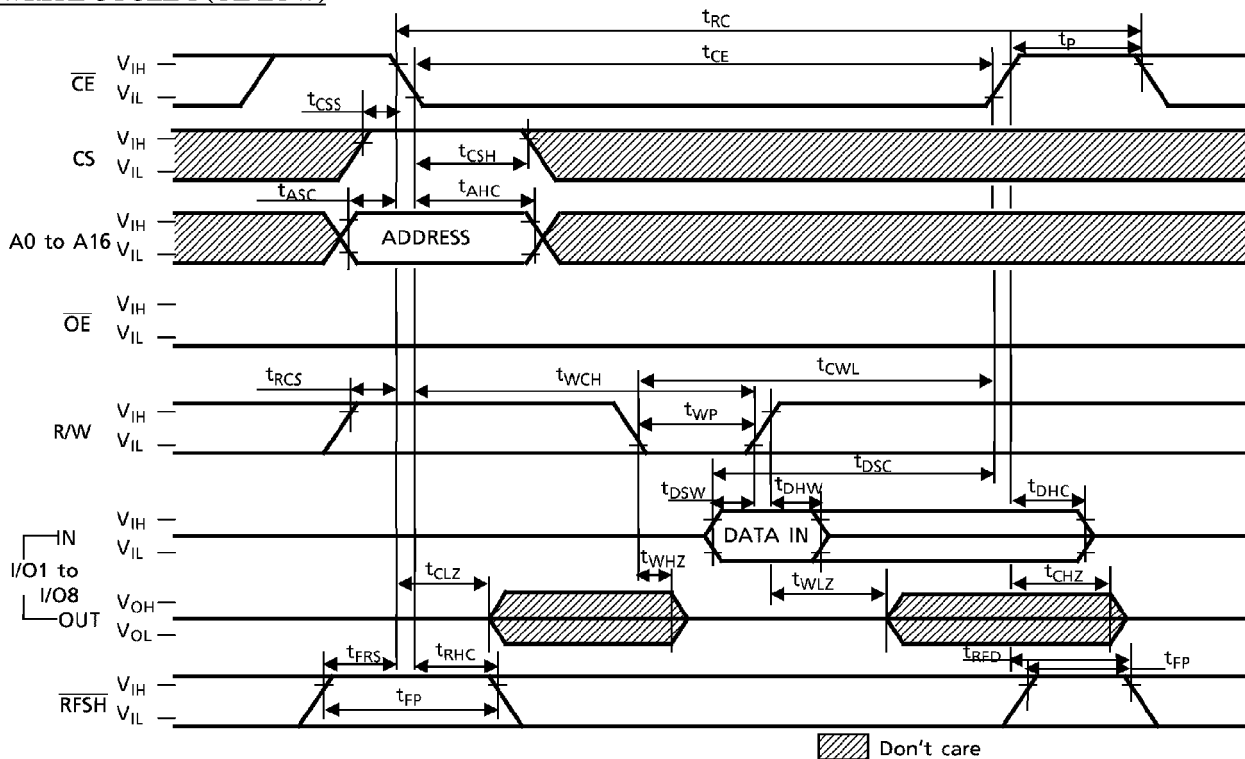 tRC
tCE
tP
CE
VIH
VIL
tCSS
CS
VIH
VIL
tCSH
tASC
tAHC
A0 to A16
VIH
VIL
ADDRESS
OE
VIH
VIL
tRCS
tWCH
tCWL
R/W
VIH
VIL
tWP
tDSC
tDSW
tDHW
tDHC
IN
VIH
VIL
DATA IN
I/O1 to
I/O8
tWHZ
tCLZ
tWLZ
tCHZ
OUT
VOH
VOL
tFRS
tRHC
tRFD
tFP
RFSH
VIH
VIL
tFP
Don't care